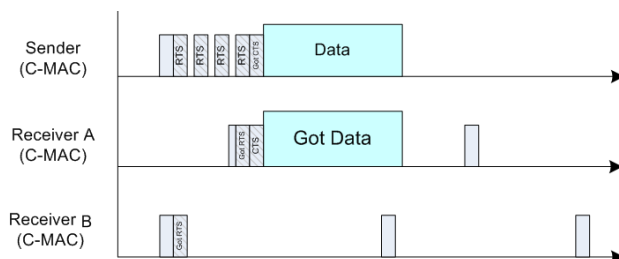 Sender
(C-MAC)
RTS
RTS
RTS
RTS
Got CTS
Data
Receiver A
(C-MAC)
Got RTS
CTS
Got Data
Receiver B
(C-MAC)
Got RTS